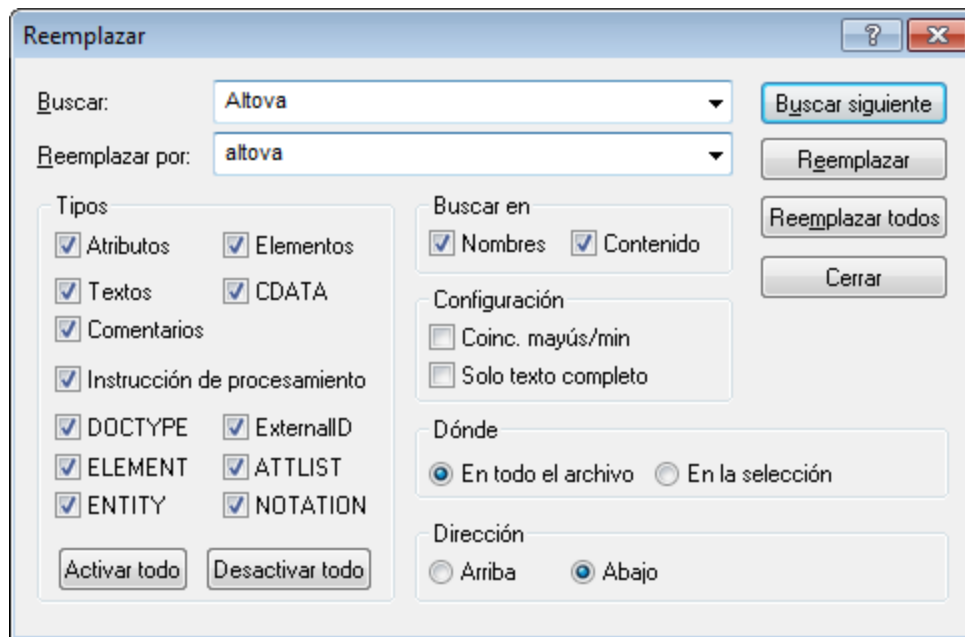 Reemplazar
Buscar: Altova
Buscar siguiente
Reemplazar por: altova
Reemplazar
Reemplazar todos
Cerrar
Tipos
Atributos Elementos
Textos CDATA
Comentarios
Instrucción de procesamiento
DOCTYPE ExternalID
ELEMENT ATTLIST
ENTITY NOTATION
Activar todo Desactivar todo
Buscar en
Nombres Contenido
Configuración
Coinc. mayús/min
Solo texto completo
Dónde
En todo el archivo En la selección
Dirección
Arriba Abajo